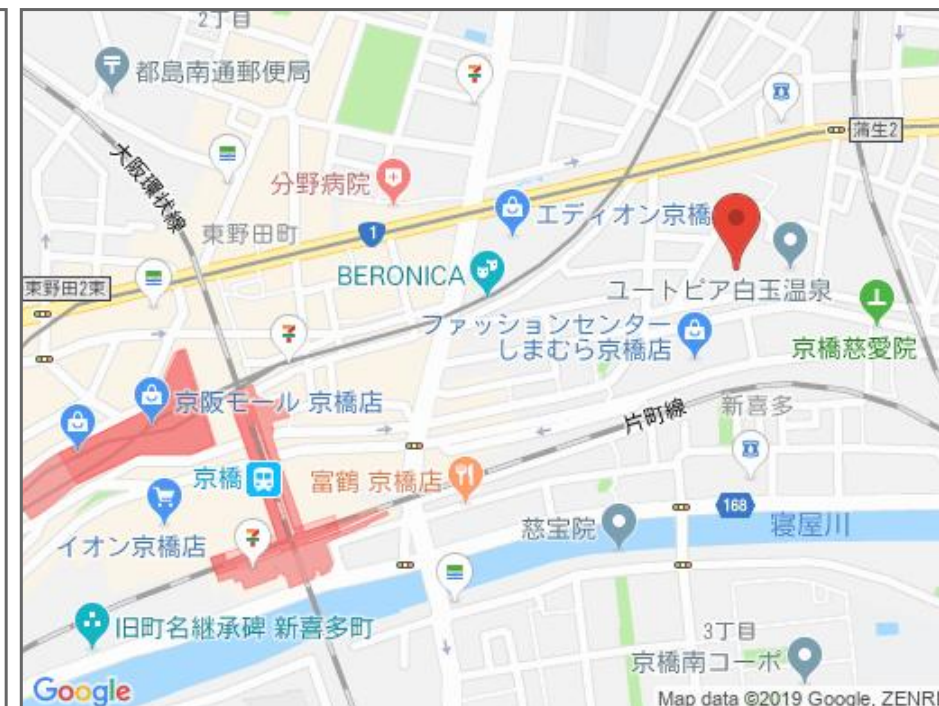 2丁目
都島南通郵便局
大阪環状線
蒲生2
分野病院
エディオン京橋
東野田町
1
BERONICA
ユートピア白玉温泉
東野田2東
ファッションセンター
しまむら京橋店
京橋慈愛院
京阪モール 京橋店
片町線
新喜多
京橋
富鶴 京橋店
168
イオン京橋店
慈宝院
寝屋川
旧町名継承碑 新喜多町
3丁目
京橋南コーポ
Google
Map data ©2019 Google, ZENRI